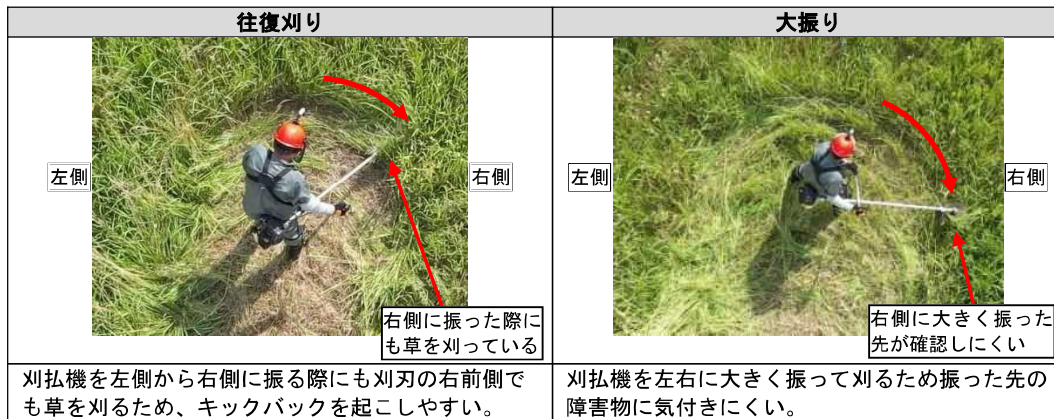 往復刈り
大振り
左側
右側
右側に振った際に
も草を刈っている
左側
右側
右側に大きく振った
先が確認しにくい
刈払機を左側から右側に振る際にも刈刃の右前側で
も草を刈るため、キックバックを起こしやすい。
刈払機を左右に大きく振って刈るため振った先の
障害物に気付きにくい。